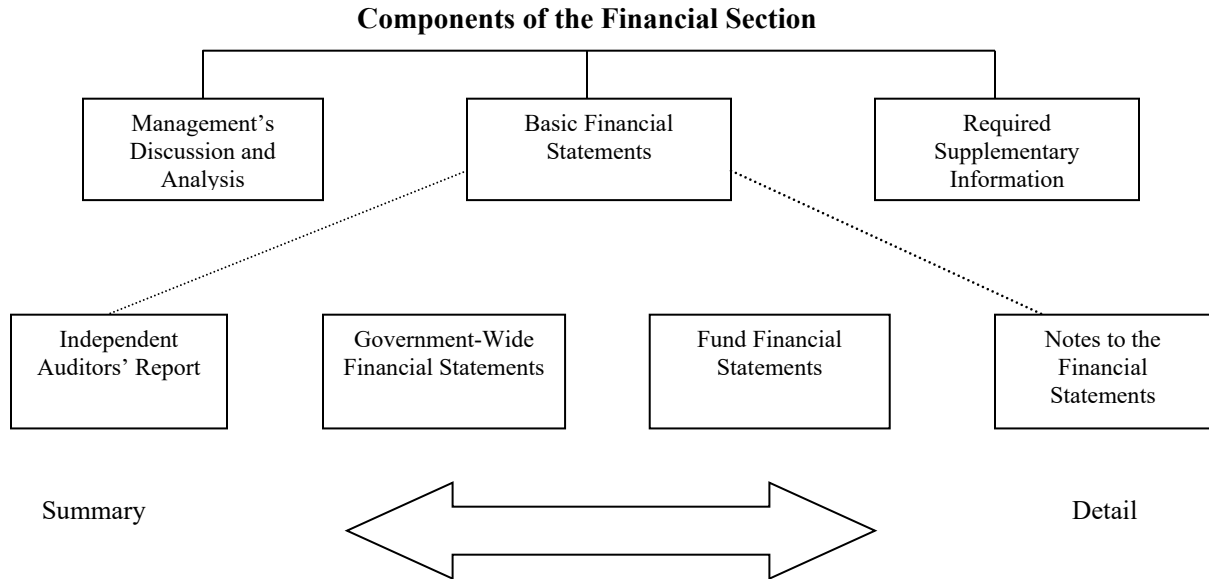 Components of the Financial Section
Management’s
Discussion and
Analysis
Basic Financial
Statements
Required
Supplementary
Information
Independent
Auditors’ Report
Government-Wide
Financial Statements
Fund Financial
Statements
Notes to the
Financial
Statements
Summary
Detail